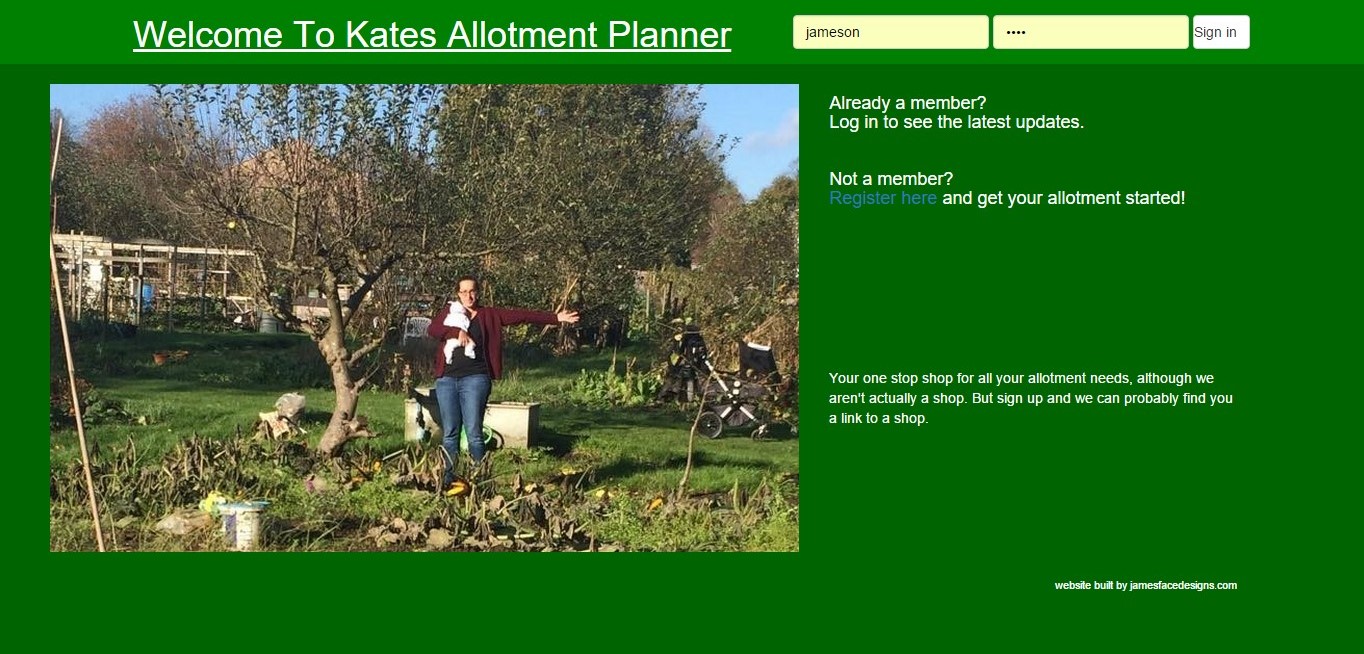 Welcome To Kates Allotment Planner
jameson
••••
Sign in
Already a member?
Log in to see the latest updates.
Not a member?
Register here and get your allotment started!
Your one stop shop for all your allotment needs, although we
aren't actually a shop. But sign up and we can probably find you
a link to a shop.
website built by jamesfacedesigns.com